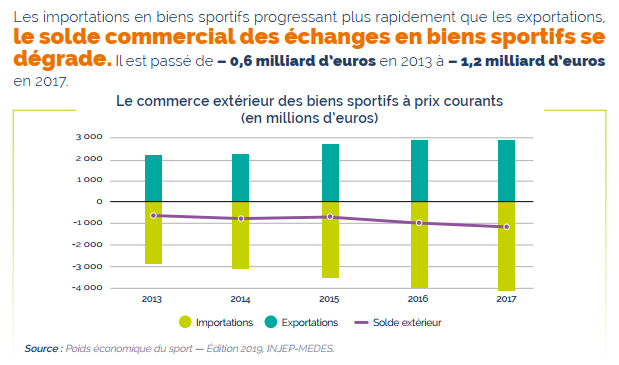 Les importations en biens sportifs progressant plus rapidement que les exportations,
le solde commercial des échanges en biens sportifs se
dégrade. Il est passé de – 0,6 milliard d'euros en 2013 à – 1,2 milliard d'euros
en 2017.
Le commerce extérieur des biens sportifs à prix courants
(en millions d'euros)
3 000
2 000
1 000
0
-1 000
-2 000
-3 000
-4 000
2013 2014 2015 2016 2017
Importations Exportations Solde extérieur
Source : Poids économique du sport — Édition 2019, INJEP-MEDES.